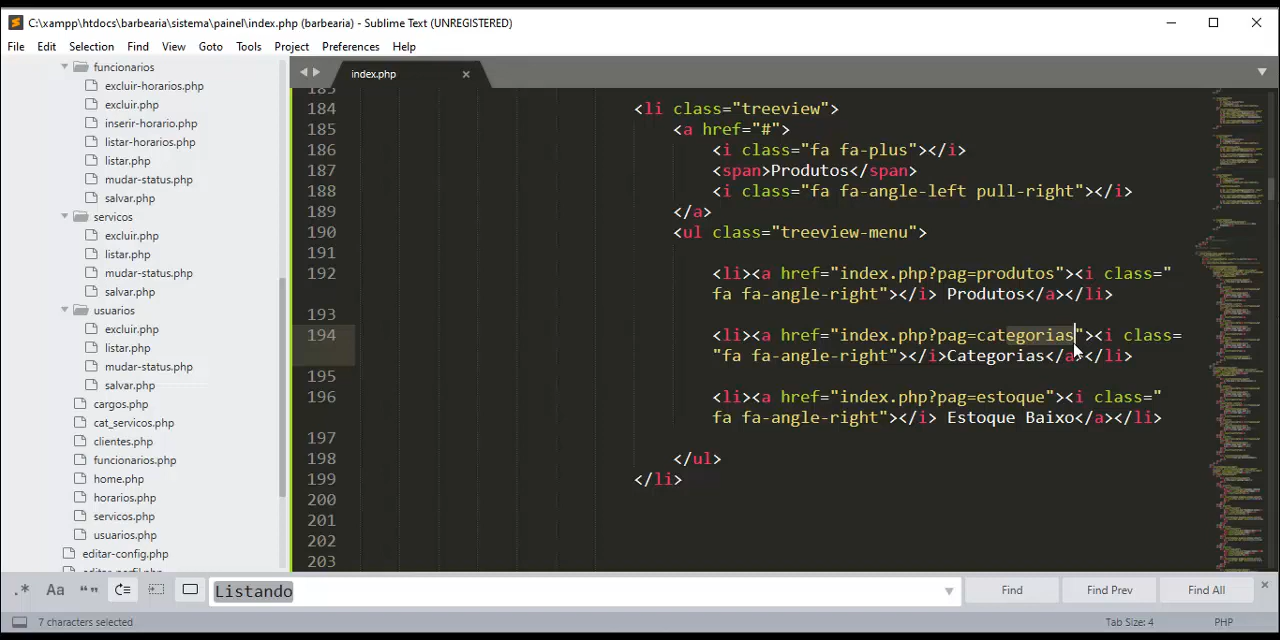 C:\xampp\htdocs\barbearia\sistema\painel\index.php (barbearia) - Sublime Text (UNREGISTERED)
File Edit Selection Find View Goto Tools Project Preferences Help
funcionarios
excluir-horarios.php
excluir.php
inserir-horario.php
listar-horarios.php
listar.php
mudar-status.php
salvar.php
servicos
excluir.php
listar.php
mudar-status.php
salvar.php
usuarios
excluir.php
listar.php
mudar-status.php
salvar.php
cargos.php
cat_servicos.php
clientes.php
funcionarios.php
home.php
horarios.php
servicos.php
usuarios.php
editar-config.php
index.php
183
184 <li class="treeview">
185 <a href="#">
186 <i class="fa fa-plus"></i>
187 <span>Produtos</span>
188 <i class="fa fa-angle-left pull-right"></i>
189 </a>
190 <ul class="treeview-menu">
191
192 <li><a href="index.php?pag=produtos"><i class="
fa fa-angle-right"></i> Produtos</a></li>
193
194 <li><a href="index.php?pag=categorias"><i class=
"fa fa-angle-right"></i>Categorias</a></li>
195
196 <li><a href="index.php?pag=estoque"><i class="
fa fa-angle-right"></i> Estoque Baixo</a></li>
197
198 </ul>
199 </li>
200
201
202
203
.* Aa “” Listando Find Find Prev Find All
7 characters selected Tab Size: 4 PHP